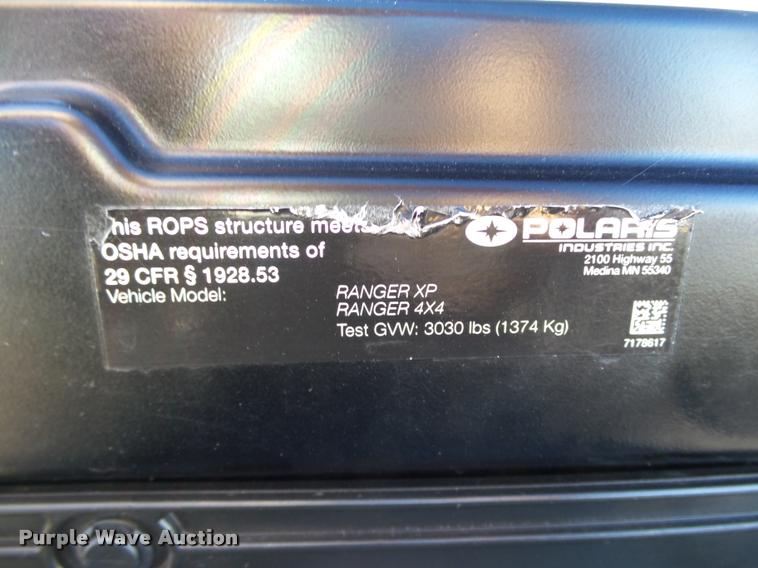 his ROPS structure meets
OSHA requirements of
29 CFR § 1928.53
Vehicle Model:
RANGER XP
RANGER 4X4
Test GVW: 3030 lbs (1374 Kg)
POLARIS
INDUSTRIES INC.
2100 Highway 55
Medina MN 55340
7178617
Purple Wave Auction